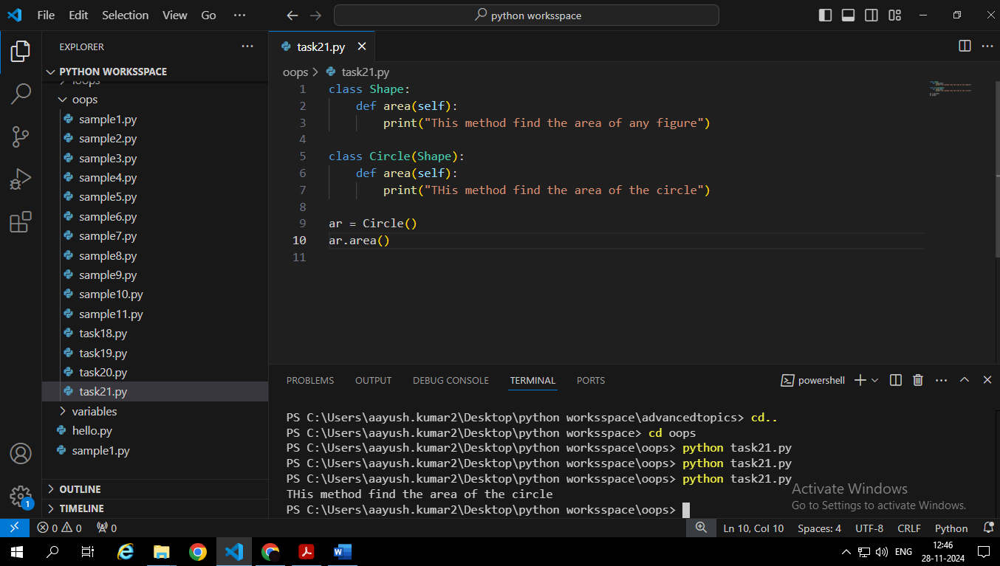 File Edit Selection View Go ··· python worksspace
EXPLORER ···
PYTHON WORKSSPACE
loops
oops
sample1.py
sample2.py
sample3.py
sample4.py
sample5.py
sample6.py
sample7.py
sample8.py
sample9.py
sample10.py
sample11.py
task18.py
task19.py
task20.py
task21.py
variables
hello.py
sample1.py
OUTLINE
TIMELINE
1
task21.py
oops > task21.py
1 class Shape:
2     def area(self):
3         print("This method find the area of any figure")
4
5 class Circle(Shape):
6     def area(self):
7         print("THis method find the area of the circle")
8
9 ar = Circle()
10 ar.area()
11
PROBLEMS OUTPUT DEBUG CONSOLE TERMINAL PORTS powershell
PS C:\Users\aayush.kumar2\Desktop\python worksspace\advancedtopics> cd..
PS C:\Users\aayush.kumar2\Desktop\python worksspace> cd oops
PS C:\Users\aayush.kumar2\Desktop\python worksspace\oops> python task21.py
PS C:\Users\aayush.kumar2\Desktop\python worksspace\oops> python task21.py
PS C:\Users\aayush.kumar2\Desktop\python worksspace\oops> python task21.py
THis method find the area of the circle
PS C:\Users\aayush.kumar2\Desktop\python worksspace\oops>
Activate Windows
Go to Settings to activate Windows.
0 0 0 Ln 10, Col 10 Spaces: 4 UTF-8 CRLF Python
ENG 12:46
28-11-2024